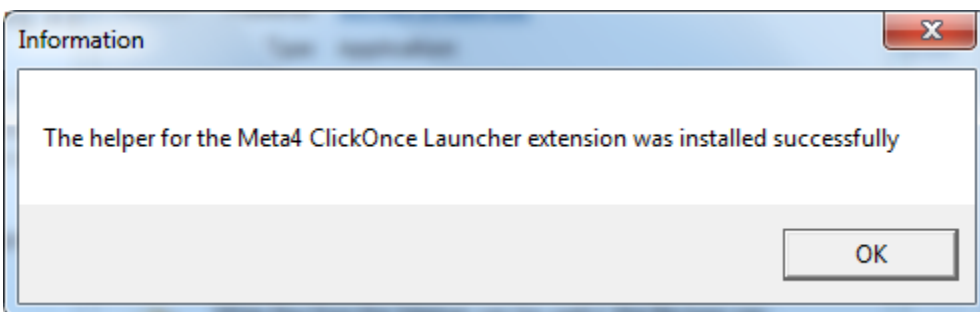 Information
The helper for the Meta4 ClickOnce Launcher extension was installed successfully
OK